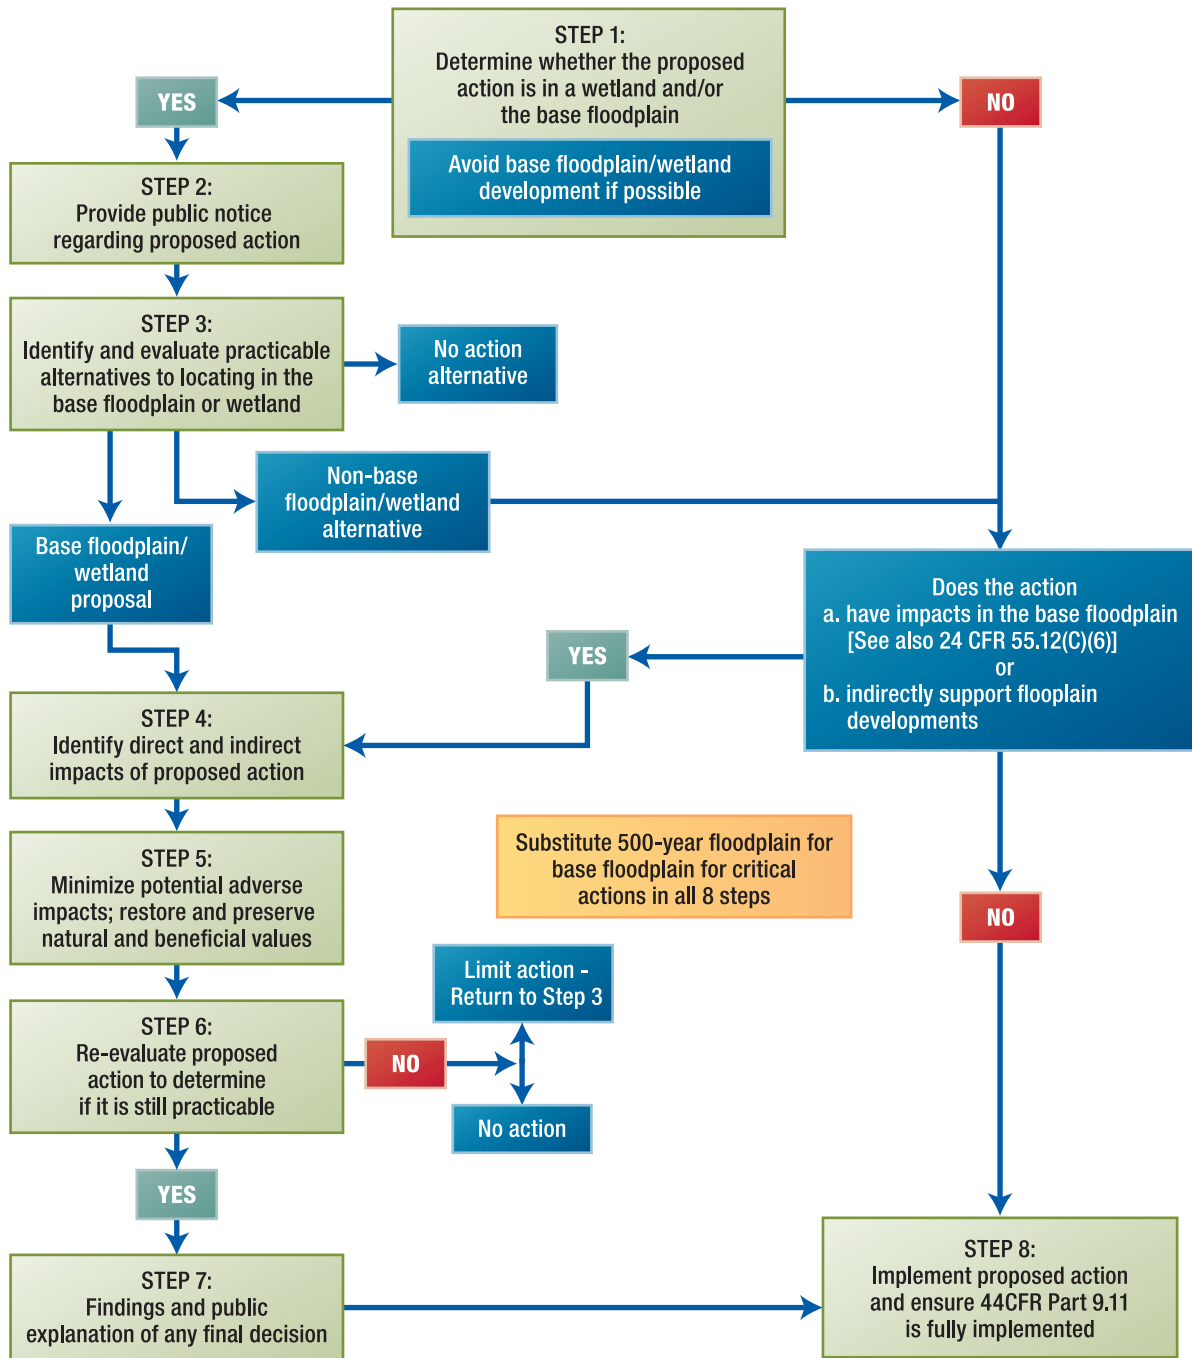 STEP 1:
Determine whether the proposed
action is in a wetland and/or
the base floodplain
Avoid base floodplain/wetland
development if possible
YES
NO
STEP 2:
Provide public notice
regarding proposed action
STEP 3:
Identify and evaluate practicable
alternatives to locating in the
base floodplain or wetland
No action
alternative
Non-base
floodplain/wetland
alternative
Base floodplain/
wetland
proposal
Does the action
a. have impacts in the base floodplain
[See also 24 CFR 55.12(C)(6)]
or
b. indirectly support flooplain
developments
YES
STEP 4:
Identify direct and indirect
impacts of proposed action
STEP 5:
Minimize potential adverse
impacts; restore and preserve
natural and beneficial values
Substitute 500-year floodplain for
base floodplain for critical
actions in all 8 steps
NO
Limit action -
Return to Step 3
STEP 6:
Re-evaluate proposed
action to determine
if it is still practicable
NO
No action
YES
STEP 7:
Findings and public
explanation of any final decision
STEP 8:
Implement proposed action
and ensure 44CFR Part 9.11
is fully implemented